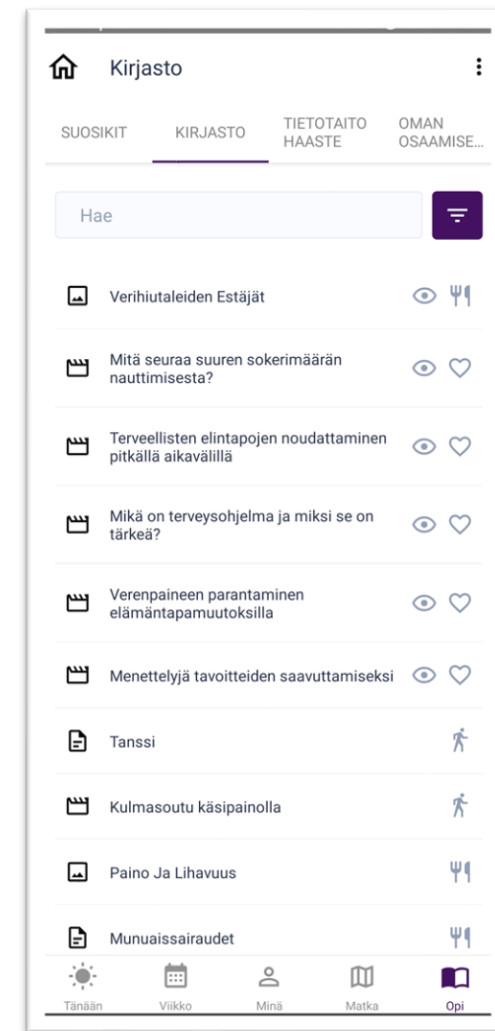 Kirjasto
SUOSIKIT
KIRJASTO
TIETOTAITO
HAASTE
OMAN
OSAAMISE...
Hae
Verihiutaleiden Estäjät
Mitä seuraa suuren sokerimäärän
nauttimisesta?
Terveellisten elintapojen noudattaminen
pitkällä aikavälillä
Mikä on terveysohjelma ja miksi se on
tärkeä?
Verenpaineen parantaminen
elämäntapamuutoksilla
Menettelyjä tavoitteiden saavuttamiseksi
Tanssi
Kulmasoutu käsipainolla
Paino Ja Lihavuus
Munuaissairaudet
Tänään
Viikko
Minä
Matka
Opi